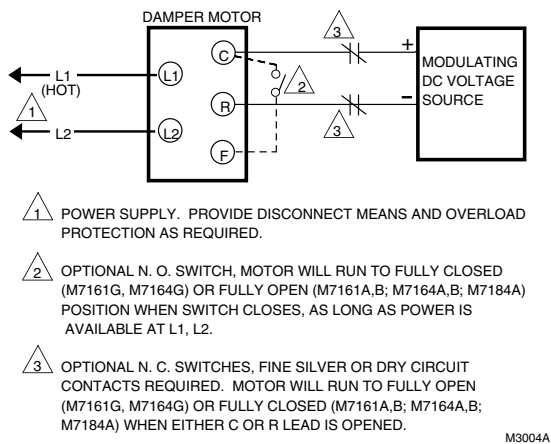 DAMPER MOTOR
3
C
+
MODULATING
DC VOLTAGE
SOURCE
L1
(HOT)
L1
2
1
R
–
L2
L2
3
F
1 POWER SUPPLY. PROVIDE DISCONNECT MEANS AND OVERLOAD
PROTECTION AS REQUIRED.
2 OPTIONAL N. O. SWITCH, MOTOR WILL RUN TO FULLY CLOSED
(M7161G, M7164G) OR FULLY OPEN (M7161A,B; M7164A,B; M7184A)
POSITION WHEN SWITCH CLOSES, AS LONG AS POWER IS
AVAILABLE AT L1, L2.
3 OPTIONAL N. C. SWITCHES, FINE SILVER OR DRY CIRCUIT
CONTACTS REQUIRED. MOTOR WILL RUN TO FULLY OPEN
(M7161G, M7164G) OR FULLY CLOSED (M7161A,B; M7164A,B;
M7184A) WHEN EITHER C OR R LEAD IS OPENED.
M3004A